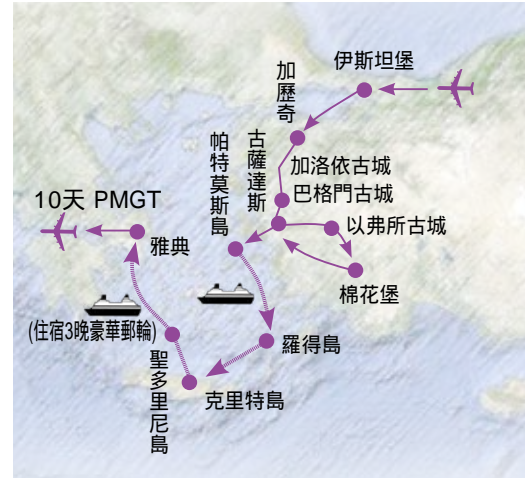 伊斯坦堡
加歷奇
加洛依古城
巴格門古城
古薩達斯
以弗所古城
棉花堡
帕特莫斯島
10天 PMGT
雅典
(住宿3晚豪華郵輪)
羅得島
聖多里尼島
克里特島